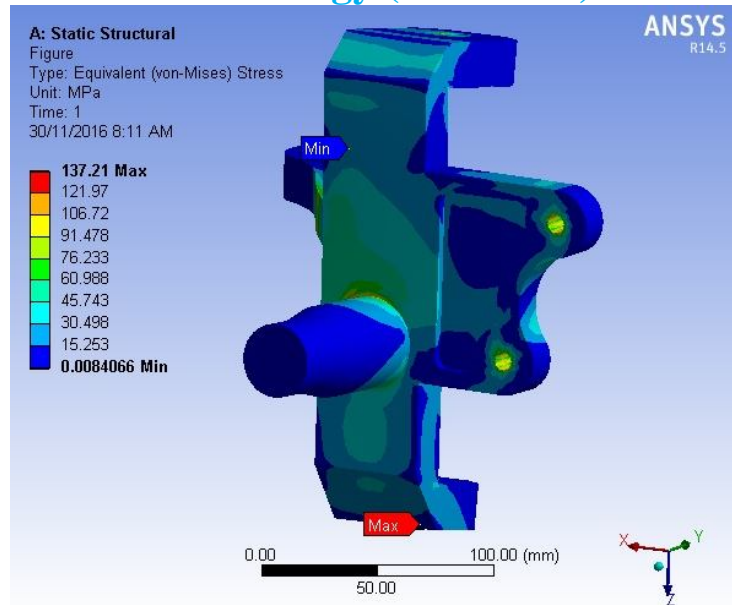 A: Static Structural
Figure
Type: Equivalent (von-Mises) Stress
Unit: MPa
Time: 1
30/11/2016 8:11 AM
ANSYS
R14.5
137.21 Max
121.97
106.72
91.478
76.233
60.988
45.743
30.498
15.253
0.0084066 Min
Min
Max
0.00
100.00 (mm)
50.00
X
Y
Z